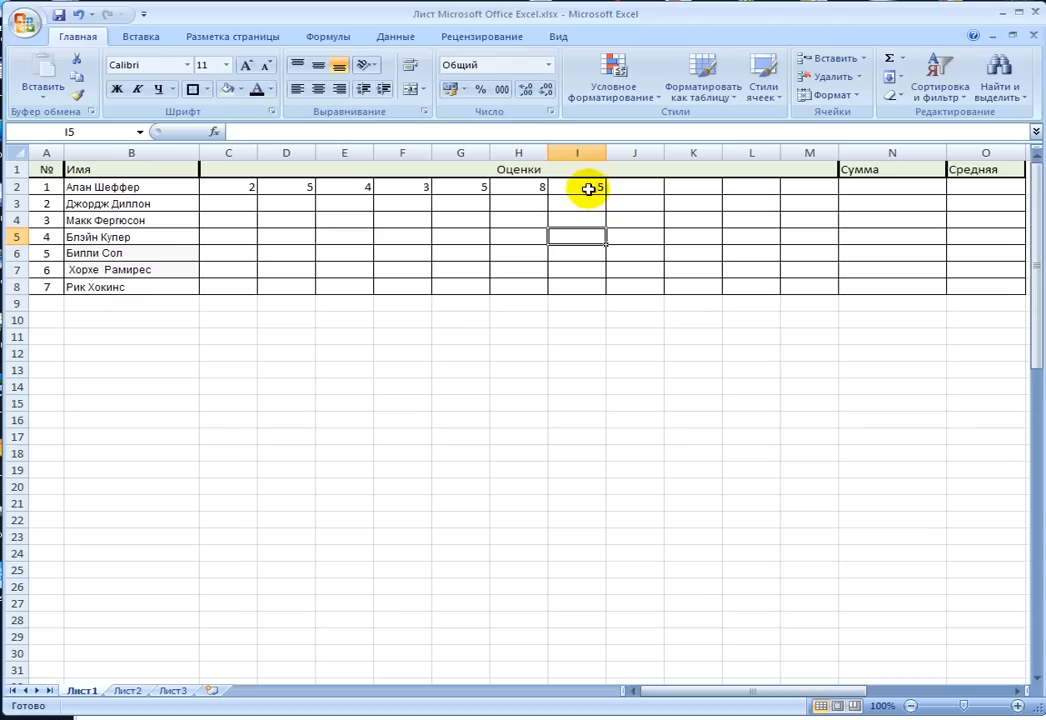 Лист Microsoft Office Excel.xlsx - Microsoft Excel
Главная Вставка Разметка страницы Формулы Данные Рецензирование Вид
Calibri 11 Общий
Вставить Ж К Ч % 000 Условное форматирование Форматировать как таблицу Стили ячеек Вставить Удалить Формат Σ Сортировка и фильтр Найти и выделить
Буфер обмена Шрифт Выравнивание Число Стили Ячейки Редактирование
I5 fx
A B C D E F G H I J K L M N O
1 № Имя Оценки Сумма Средняя
2 1 Алан Шеффер 2 5 4 3 5 8 5
3 2 Джордж Диллон
4 3 Макк Фергюсон
5 4 Блэйн Купер
6 5 Билли Сол
7 6 Хорхе Рамирес
8 7 Рик Хокинс
9
10
11
12
13
14
15
16
17
18
19
20
21
22
23
24
25
26
27
28
29
30
31
Лист1 Лист2 Лист3
Готово 100%